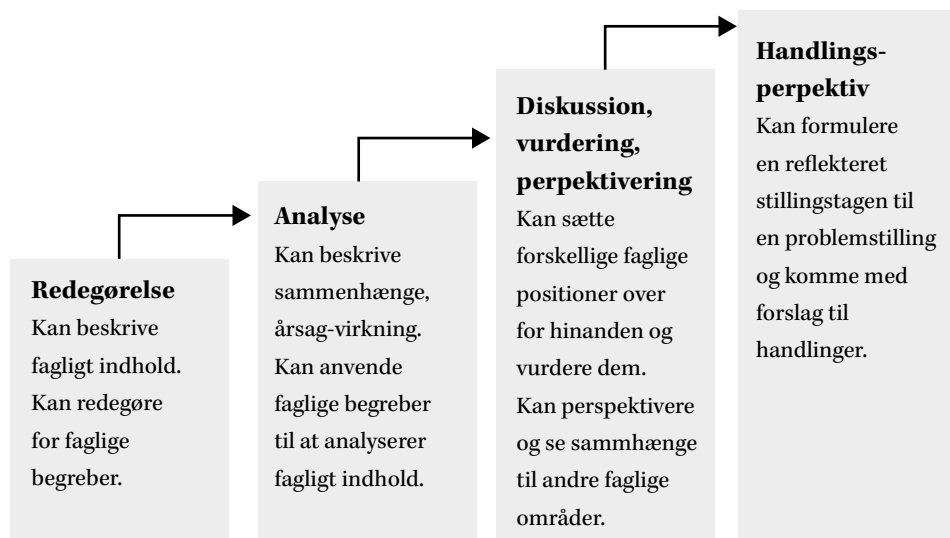 Redegørelse
Kan beskrive
fagligt indhold.
Kan redegøre
for faglige
begreber.
Analyse
Kan beskrive
sammenhænge,
årsag-virkning.
Kan anvende
faglige begreber
til at analyserer
fagligt indhold.
Diskussion,
vurdering,
perpektivering
Kan sætte
forskellige faglige
positioner over
for hinanden og
vurdere dem.
Kan perspektivere
og se sammhænge
til andre faglige
områder.
Handlings-
perpektiv
Kan formulere
en reflekteret
stillingstagen til
en problemstilling
og komme med
forslag til
handlinger.